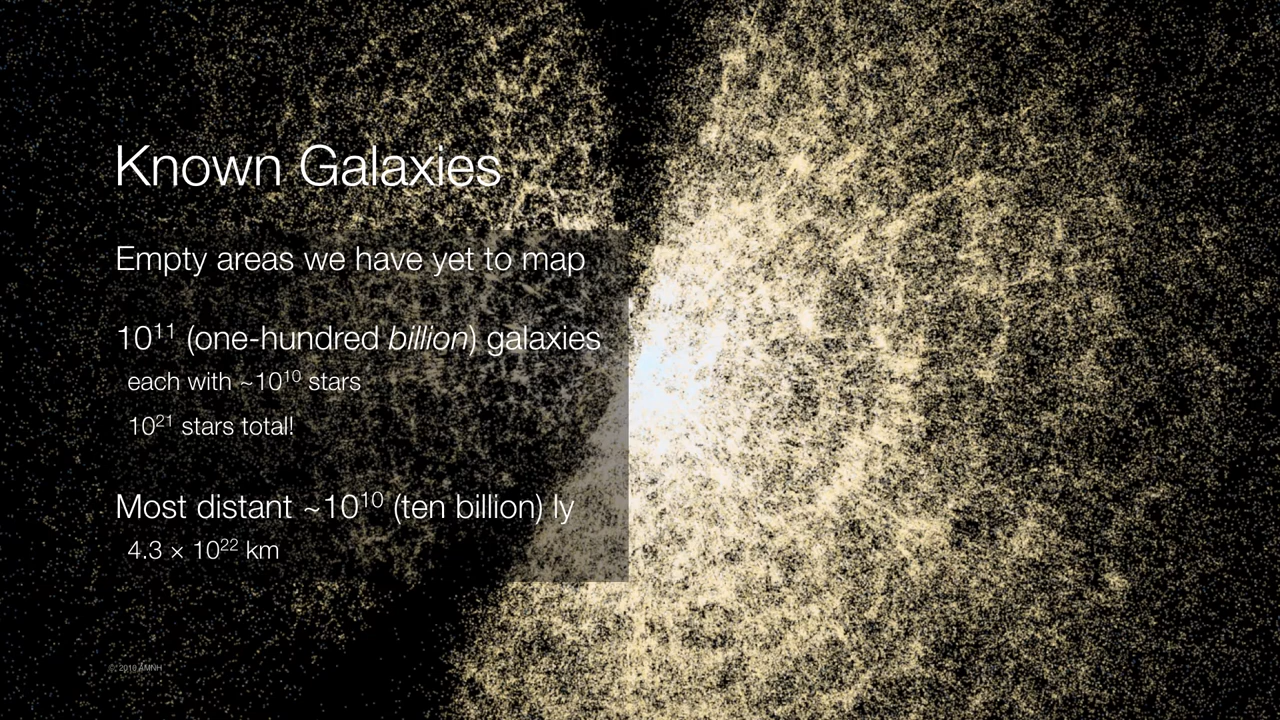 Known Galaxies
Empty areas we have yet to map
10¹¹ (one-hundred billion) galaxies
each with ~10¹⁰ stars
10²¹ stars total!
Most distant ~10¹⁰ (ten billion) ly
4.3 × 10²² km